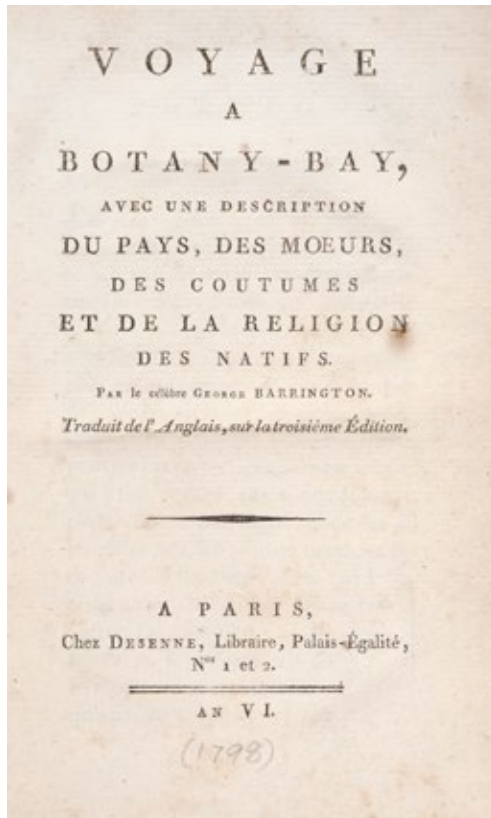 VOYAGE
A
BOTANY-BAY,
AVEC UNE DESCRIPTION
DU PAYS, DES MOEURS,
DES COUTUMES
ET DE LA RELIGION
DES NATIFS.
PAR le célèbre GEORGE BARRINGTON.
Traduit de l'Anglais, sur la troisième Édition.
A PARIS,
Chez DESENNE, Libraire, Palais-Égalité,
Nos 1 et 2.
AN VI.
(1798)